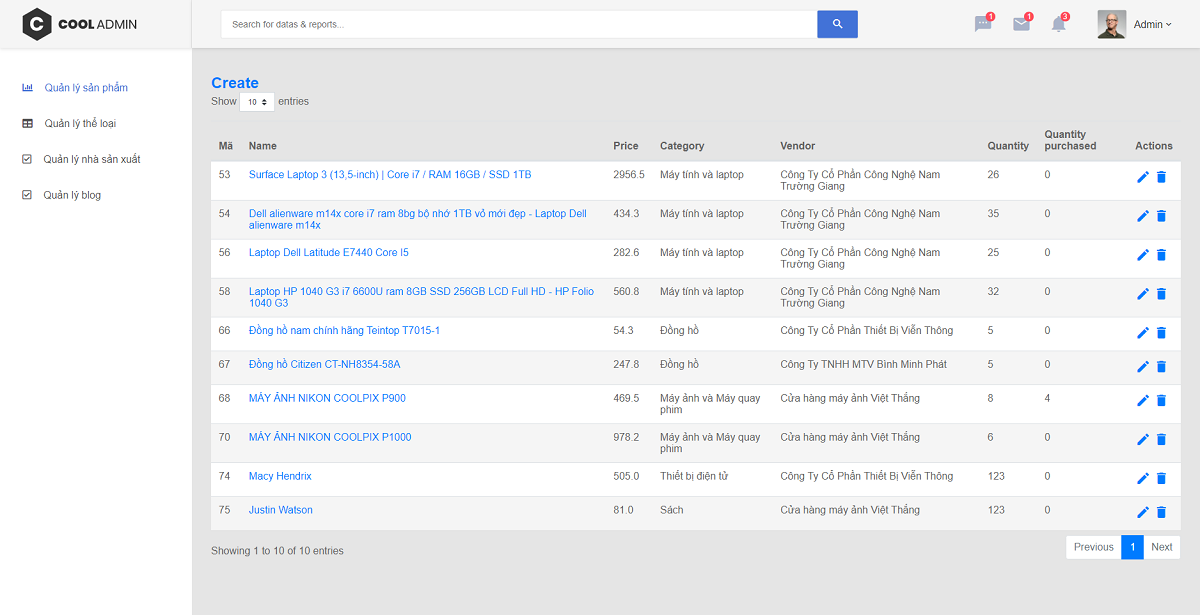 C COOL ADMIN
Search for datas & reports...
1
1
3
Admin
Quản lý sản phẩm
Quản lý thể loại
Quản lý nhà sản xuất
Quản lý blog
Create
Show 10 entries
Mã Name Price Category Vendor Quantity Quantity purchased Actions
53 Surface Laptop 3 (13,5-inch) | Core i7 / RAM 16GB / SSD 1TB 2956.5 Máy tính và laptop Công Ty Cổ Phần Công Nghệ Nam 26 0
Trường Giang
54 Dell alienware m14x core i7 ram 8bg bộ nhớ 1TB vỏ mới đẹp - Laptop Dell 434.3 Máy tính và laptop Công Ty Cổ Phần Công Nghệ Nam 35 0
alienware m14x Trường Giang
56 Laptop Dell Latitude E7440 Core I5 282.6 Máy tính và laptop Công Ty Cổ Phần Công Nghệ Nam 25 0
Trường Giang
58 Laptop HP 1040 G3 i7 6600U ram 8GB SSD 256GB LCD Full HD - HP Folio 560.8 Máy tính và laptop Công Ty Cổ Phần Công Nghệ Nam 32 0
1040 G3 Trường Giang
66 Đồng hồ nam chính hãng Teintop T7015-1 54.3 Đồng hồ Công Ty Cổ Phần Thiết Bị Viễn Thông 5 0
67 Đồng hồ Citizen CT-NH8354-58A 247.8 Đồng hồ Công Ty TNHH MTV Bình Minh Phát 5 0
68 MÁY ẢNH NIKON COOLPIX P900 469.5 Máy ảnh và Máy quay Cửa hàng máy ảnh Việt Thắng 8 4
phim
70 MÁY ẢNH NIKON COOLPIX P1000 978.2 Máy ảnh và Máy quay Cửa hàng máy ảnh Việt Thắng 6 0
phim
74 Macy Hendrix 505.0 Thiết bị điện tử Công Ty Cổ Phần Thiết Bị Viễn Thông 123 0
75 Justin Watson 81.0 Sách Cửa hàng máy ảnh Việt Thắng 123 0
Showing 1 to 10 of 10 entries
Previous 1 Next